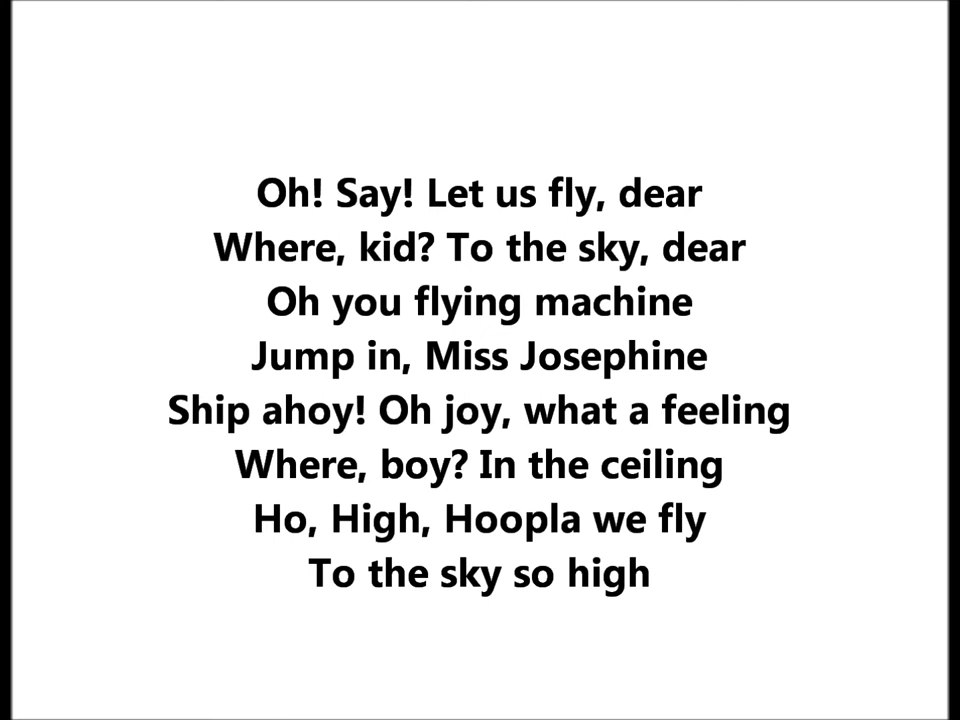 Oh! Say! Let us fly, dear
Where, kid? To the sky, dear
Oh you flying machine
Jump in, Miss Josephine
Ship ahoy! Oh joy, what a feeling
Where, boy? In the ceiling
Ho, High, Hoopla we fly
To the sky so high